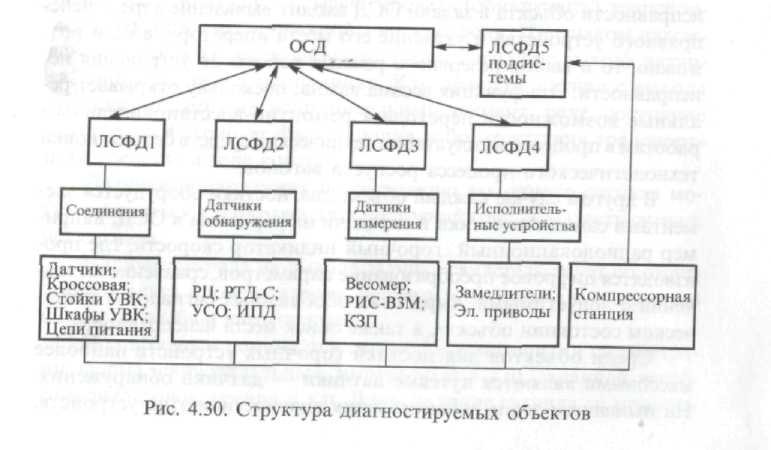 ОСД
ЛСФД5
подсис-
темы
ЛСФД1
ЛСФД2
ЛСФД3
ЛСФД4
Соединения
Датчики
обнаружения
Датчики
измерения
Исполнитель-
ные устройства
Датчики;
Кроссовая;
Стойки УВК;
Шкафы УВК;
Цепи питания
РЦ; РТД-С;
УСО; ИПД
Весомер;
РИС-ВЗМ;
КЗП
Замедлители;
Эл. приводы
Компрессорная
станция
Рис. 4.30. Структура диагностируемых объектов